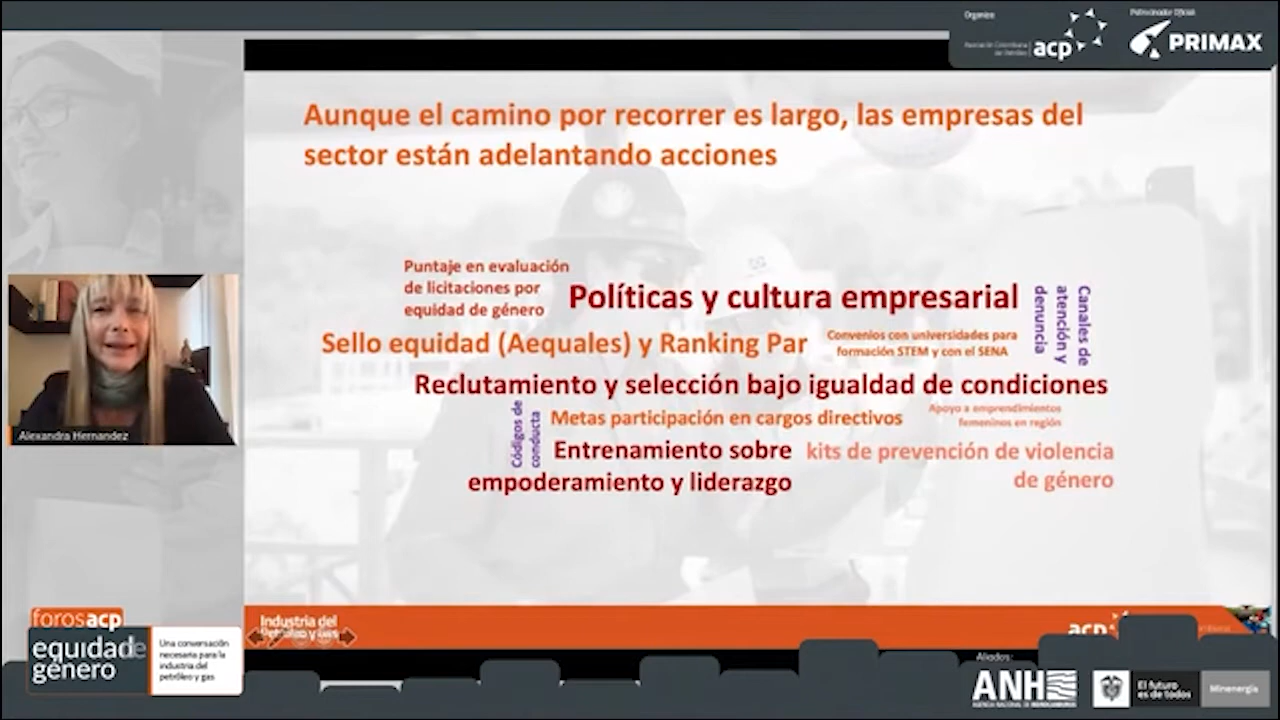 Organiza
Asociación Colombiana
del Petróleo
acp
Patrocinador Oficial
PRIMAX
Aunque el camino por recorrer es largo, las empresas del
sector están adelantando acciones
Puntaje en evaluación
de licitaciones por
equidad de género
Políticas y cultura empresarial
Canales de
atención y
denuncia
Sello equidad (Aequales) y Ranking Par
Convenios con universidades para
formación STEM y con el SENA
Reclutamiento y selección bajo igualdad de condiciones
Códigos de
conducta
Metas participación en cargos directivos
Apoyo a emprendimientos
femeninos en región
Entrenamiento sobre
empoderamiento y liderazgo
kits de prevención de violencia
de género
Alexandra Hernandez
forosacp
equidad de
género
Una conversación
necesaria para la
industria del
petróleo y gas
Industria del
Petróleo y Gas
acp
Aliados:
ANH
AGENCIA NACIONAL DE HIDROCARBUROS
El futuro
es de todos
Minenergía